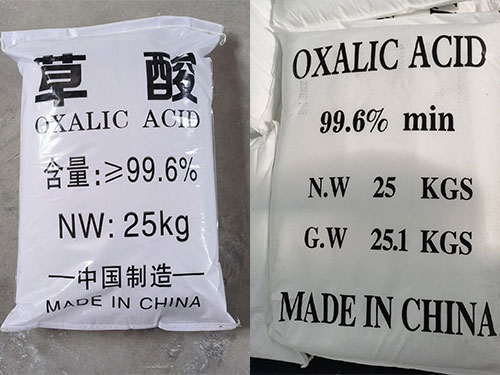 草 酸
OXALIC ACID
含量:≥99.6%
NW: 25kg
—中国制造—
MADE IN CHINA
OXALIC ACID
99.6% min
N.W 25 KGS
G.W 25.1 KGS
MADE IN CHINA